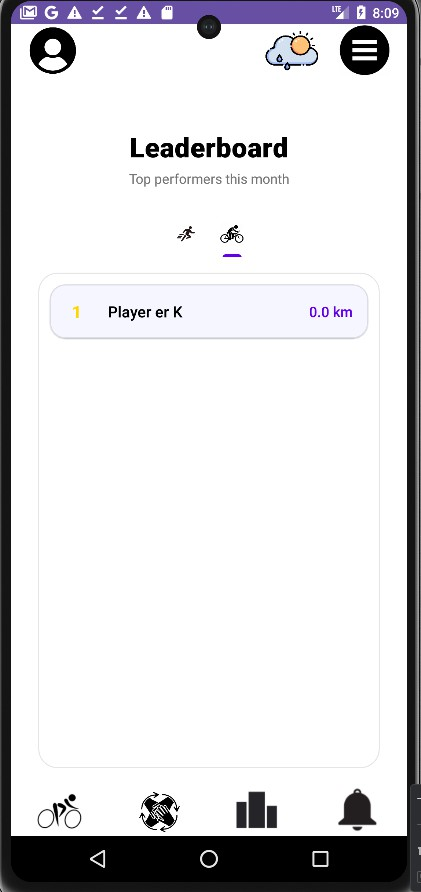 LTE 8:09
Leaderboard
Top performers this month
1 Player er K 0.0 km